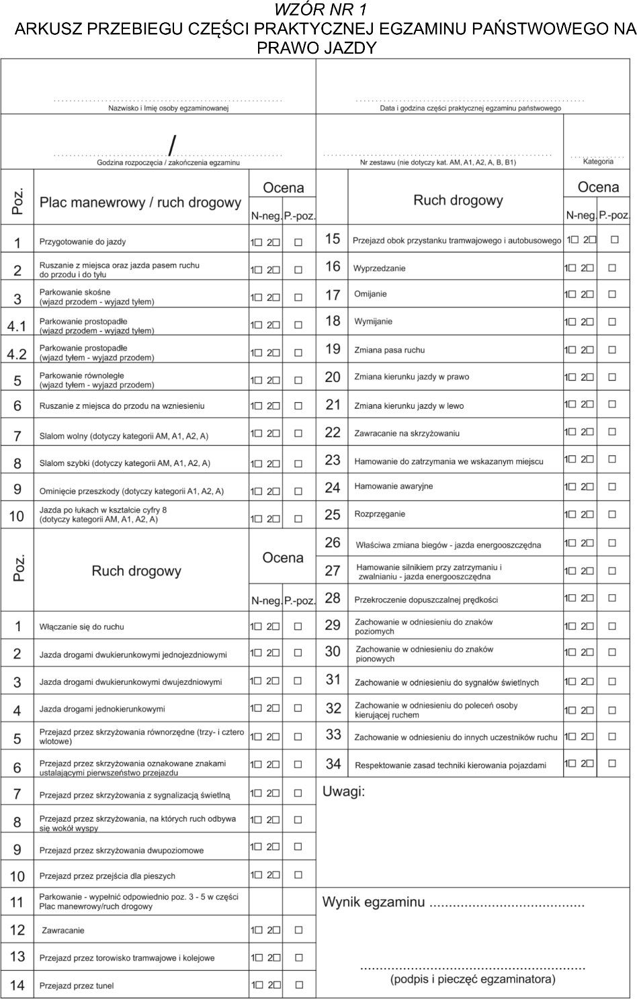 WZÓR NR 1
ARKUSZ PRZEBIEGU CZĘŚCI PRAKTYCZNEJ EGZAMINU PAŃSTWOWEGO NA
PRAWO JAZDY
Nazwisko i Imię osoby egzaminowanej
Data i godzina części praktycznej egzaminu państwowego
/
Godzina rozpoczęcia / zakończenia egzaminu
Nr zestawu (nie dotyczy kat. AM, A1, A2, A, B, B1)
Kategoria
Poz.
Plac manewrowy / ruch drogowy
Ocena
N-neg. P.-poz.
1 Przygotowanie do jazdy 1☐ 2☐ ☐
2 Ruszanie z miejsca oraz jazda pasem ruchu
do przodu i do tyłu 1☐ 2☐ ☐
3 Parkowanie skośne
(wjazd przodem - wyjazd tyłem) 1☐ 2☐ ☐
4.1 Parkowanie prostopadłe
(wjazd przodem - wyjazd tyłem) 1☐ 2☐ ☐
4.2 Parkowanie prostopadłe
(wjazd tyłem - wyjazd przodem) 1☐ 2☐ ☐
5 Parkowanie równoległe
(wjazd tyłem - wyjazd przodem) 1☐ 2☐ ☐
6 Ruszanie z miejsca do przodu na wzniesieniu 1☐ 2☐ ☐
7 Slalom wolny (dotyczy kategorii AM, A1, A2, A) 1☐ 2☐ ☐
8 Slalom szybki (dotyczy kategorii AM, A1, A2, A) 1☐ 2☐ ☐
9 Ominięcie przeszkody (dotyczy kategorii A1, A2, A) 1☐ 2☐ ☐
10 Jazda po łukach w kształcie cyfry 8
(dotyczy kategorii AM, A1, A2, A) 1☐ 2☐ ☐
Poz.
Ruch drogowy
Ocena
N-neg. P.-poz.
1 Włączanie się do ruchu 1☐ 2☐ ☐
2 Jazda drogami dwukierunkowymi jednojezdniowymi 1☐ 2☐ ☐
3 Jazda drogami dwukierunkowymi dwujezdniowymi 1☐ 2☐ ☐
4 Jazda drogami jednokierunkowymi 1☐ 2☐ ☐
5 Przejazd przez skrzyżowania równorzędne (trzy- i cztero
wlotowe) 1☐ 2☐ ☐
6 Przejazd przez skrzyżowania oznakowane znakami
ustalającymi pierwszeństwo przejazdu 1☐ 2☐ ☐
7 Przejazd przez skrzyżowania z sygnalizacją świetlną 1☐ 2☐ ☐
8 Przejazd przez skrzyżowania, na których ruch odbywa
się wokół wyspy 1☐ 2☐ ☐
9 Przejazd przez skrzyżowania dwupoziomowe 1☐ 2☐ ☐
10 Przejazd przez przejścia dla pieszych 1☐ 2☐ ☐
11 Parkowanie - wypełnić odpowiednio poz. 3 - 5 w części
Plac manewrowy/ruch drogowy
12 Zawracanie 1☐ 2☐ ☐
13 Przejazd przez torowisko tramwajowe i kolejowe 1☐ 2☐ ☐
14 Przejazd przez tunel 1☐ 2☐ ☐
Ruch drogowy
Ocena
N-neg. P.-poz.
15 Przejazd obok przystanku tramwajowego i autobusowego 1☐ 2☐ ☐
16 Wyprzedzanie 1☐ 2☐ ☐
17 Omijanie 1☐ 2☐ ☐
18 Wymijanie 1☐ 2☐ ☐
19 Zmiana pasa ruchu 1☐ 2☐ ☐
20 Zmiana kierunku jazdy w prawo 1☐ 2☐ ☐
21 Zmiana kierunku jazdy w lewo 1☐ 2☐ ☐
22 Zawracanie na skrzyżowaniu 1☐ 2☐ ☐
23 Hamowanie do zatrzymania we wskazanym miejscu 1☐ 2☐ ☐
24 Hamowanie awaryjne 1☐ 2☐ ☐
25 Rozprzęganie 1☐ 2☐ ☐
26 Właściwa zmiana biegów - jazda energooszczędna 1☐ 2☐ ☐
27 Hamowanie silnikiem przy zatrzymaniu i
zwalnianiu - jazda energooszczędna 1☐ 2☐ ☐
28 Przekroczenie dopuszczalnej prędkości 1☐ 2☐ ☐
29 Zachowanie w odniesieniu do znaków
poziomych 1☐ 2☐ ☐
30 Zachowanie w odniesieniu do znaków
pionowych 1☐ 2☐ ☐
31 Zachowanie w odniesieniu do sygnałów świetlnych 1☐ 2☐ ☐
32 Zachowanie w odniesieniu do poleceń osoby
kierującej ruchem 1☐ 2☐ ☐
33 Zachowanie w odniesieniu do innych uczestników ruchu 1☐ 2☐ ☐
34 Respektowanie zasad techniki kierowania pojazdami 1☐ 2☐ ☐
Uwagi:
Wynik egzaminu ........................................
(podpis i pieczęć egzaminatora)